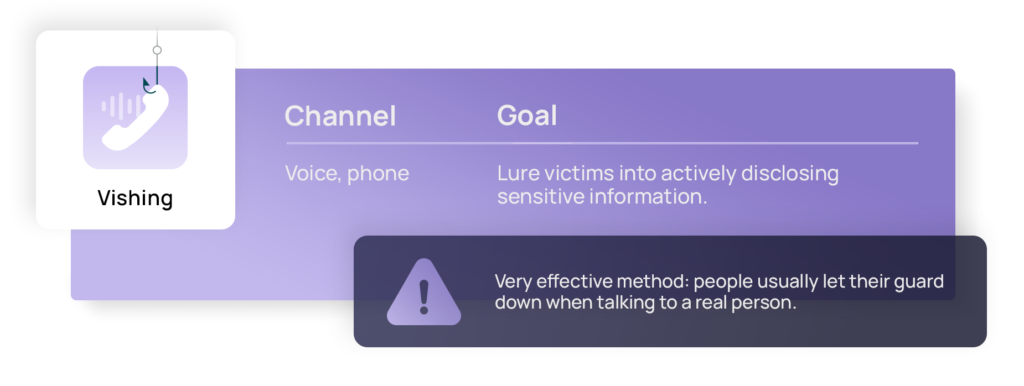 Vishing
Channel
Goal
Voice, phone
Lure victims into actively disclosing
sensitive information.
Very effective method: people usually let their guard
down when talking to a real person.